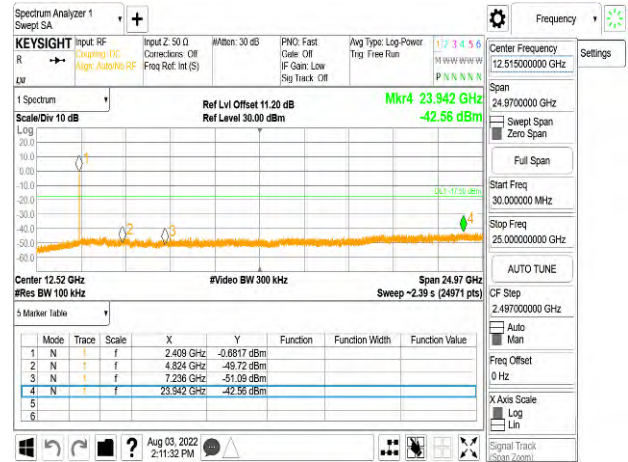 Spectrum Analyzer 1
Swept SA
+
Frequency
KEYSIGHT
R
Input: RF
Coupling: DC
Align: Auto/No RF
Input Z: 50 Ω
Corrections: Off
Freq Ref: Int (S)
#Atten: 30 dB
PNO: Fast
Gate: Off
IF Gain: Low
Sig Track: Off
Avg Type: Log-Power
Trig: Free Run
1 2 3 4 5 6
M W W W W W
P N N N N N
1 Spectrum
Scale/Div 10 dB
Ref Lvl Offset 11.20 dB
Ref Level 30.00 dBm
Mkr4 23.942 GHz
-42.56 dBm
Log
20.0
10.0
0.00
-10.0
-20.0
-30.0
-40.0
-50.0
-60.0
1
2
3
4
DL1 -17.50 dBm
Center 12.52 GHz
#Video BW 300 kHz
Span 24.97 GHz
#Res BW 100 kHz
Sweep ~2.39 s (24971 pts)
5 Marker Table
Mode Trace Scale X Y Function Function Width Function Value
1 N 1 f 2.409 GHz -0.6817 dBm
2 N 1 f 4.824 GHz -49.72 dBm
3 N 1 f 7.236 GHz -51.09 dBm
4 N 1 f 23.942 GHz -42.56 dBm
5
6
Aug 03, 2022
2:11:32 PM
?
Center Frequency
12.515000000 GHz
Settings
Span
24.9700000 GHz
Swept Span
Zero Span
Full Span
Start Freq
30.000000 MHz
Stop Freq
25.000000000 GHz
AUTO TUNE
CF Step
2.497000000 GHz
Auto
Man
Freq Offset
0 Hz
X Axis Scale
Log
Lin
Signal Track
(Span Zoom)